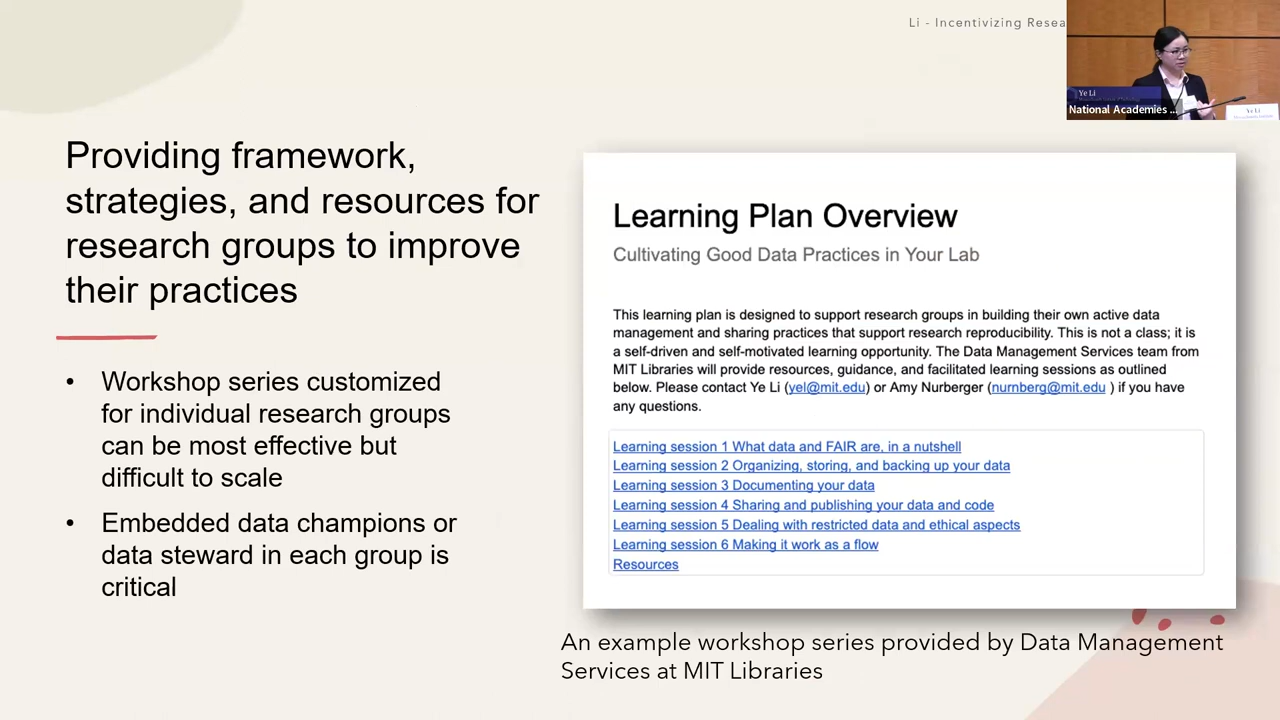 Li - Incentivizing Resea
Ye Li
National Academies ...
Ye Li
Providing framework,
strategies, and resources for
research groups to improve
their practices
• Workshop series customized
for individual research groups
can be most effective but
difficult to scale
• Embedded data champions or
data steward in each group is
critical
Learning Plan Overview
Cultivating Good Data Practices in Your Lab
This learning plan is designed to support research groups in building their own active data
management and sharing practices that support research reproducibility. This is not a class; it is
a self-driven and self-motivated learning opportunity. The Data Management Services team from
MIT Libraries will provide resources, guidance, and facilitated learning sessions as outlined
below. Please contact Ye Li (yel@mit.edu) or Amy Nurberger (nurnberg@mit.edu ) if you have
any questions.
Learning session 1 What data and FAIR are, in a nutshell
Learning session 2 Organizing, storing, and backing up your data
Learning session 3 Documenting your data
Learning session 4 Sharing and publishing your data and code
Learning session 5 Dealing with restricted data and ethical aspects
Learning session 6 Making it work as a flow
Resources
An example workshop series provided by Data Management
Services at MIT Libraries